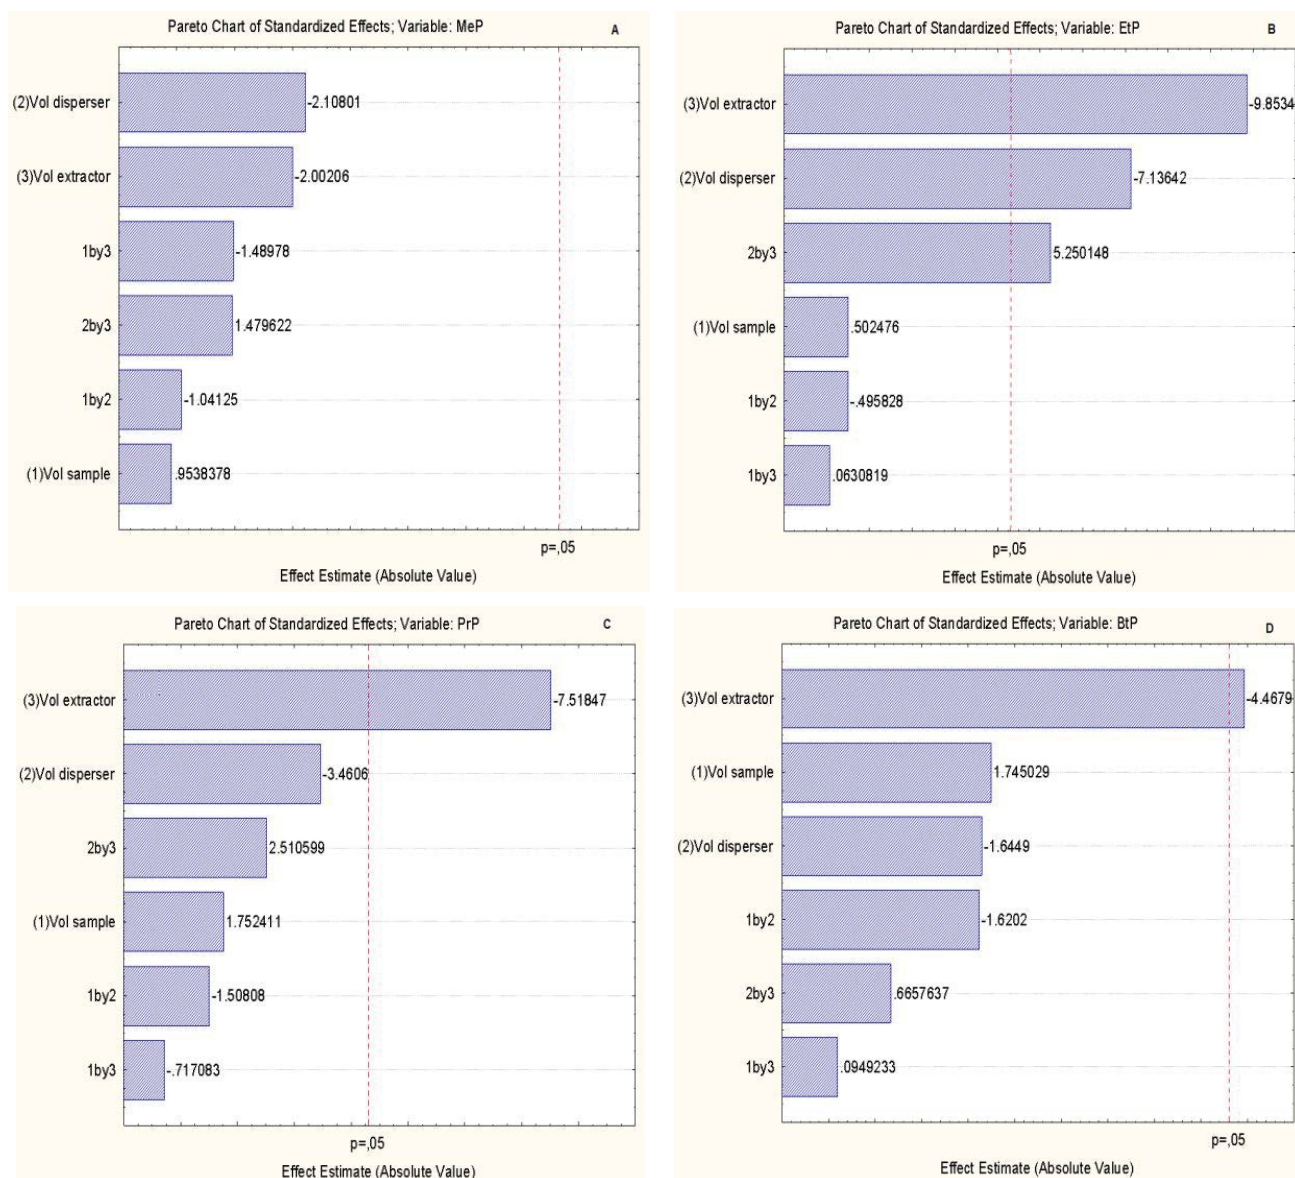 Pareto Chart of Standardized Effects; Variable: MeP
A
(2)Vol disperser
-2.10801
(3)Vol extractor
-2.00206
1by3
-1.48978
2by3
1.479622
1by2
-1.04125
(1)Vol sample
.9538378
p=,05
Effect Estimate (Absolute Value)
Pareto Chart of Standardized Effects; Variable: EtP
B
(3)Vol extractor
-9.8534
(2)Vol disperser
-7.13642
2by3
5.250148
(1)Vol sample
.502476
1by2
-.495828
1by3
.0630819
p=,05
Effect Estimate (Absolute Value)
Pareto Chart of Standardized Effects; Variable: PrP
C
(3)Vol extractor
-7.51847
(2)Vol disperser
-3.4606
2by3
2.510599
(1)Vol sample
1.752411
1by2
-1.50808
1by3
-.717083
p=,05
Effect Estimate (Absolute Value)
Pareto Chart of Standardized Effects; Variable: BtP
D
(3)Vol extractor
-4.4679
(1)Vol sample
1.745029
(2)Vol disperser
-1.6449
1by2
-1.6202
2by3
.6657637
1by3
.0949233
p=,05
Effect Estimate (Absolute Value)